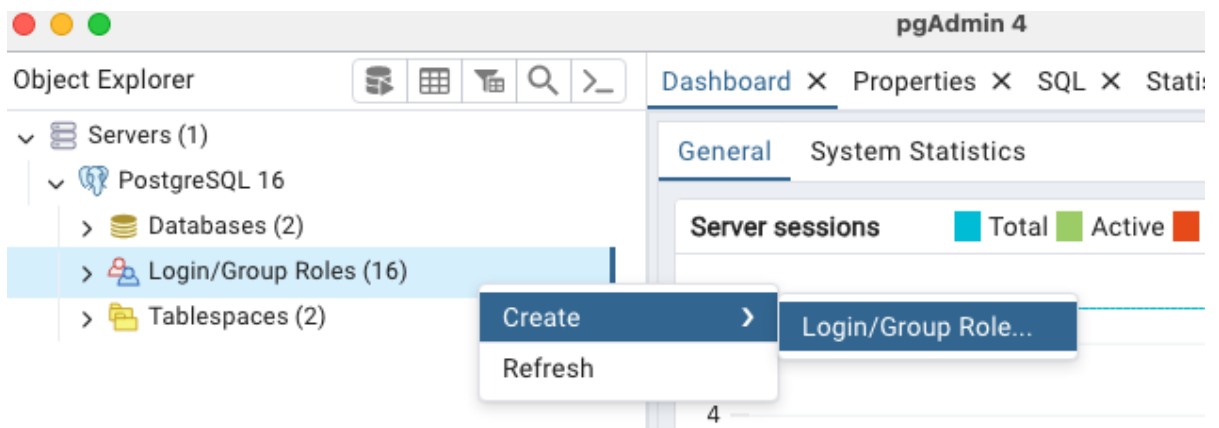 pgAdmin 4
Object Explorer
Dashboard Properties SQL
Servers (1)
General System Statistics
PostgreSQL 16
Databases (2)
Server sessions Total Active
Login/Group Roles (16)
Tablespaces (2)
Create
Login/Group Role...
Refresh
4